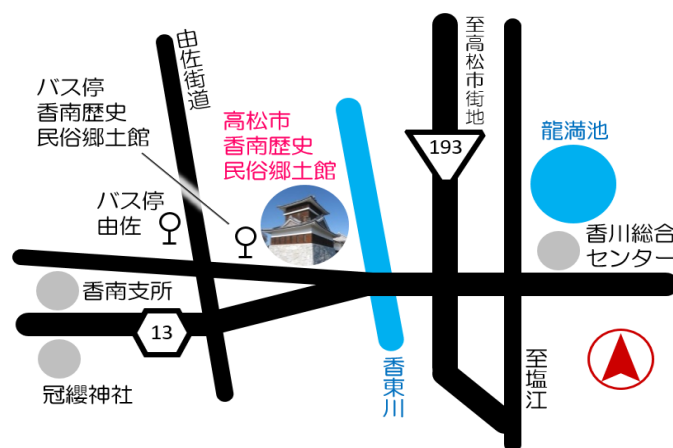 由佐街道
至高松市街地
バス停
香南歴史
民俗郷土館
高松市
香南歴史
民俗郷土館
193
龍満池
バス停
由佐
香川総合
センター
香南支所
13
冠纓神社
香東川
至塩江